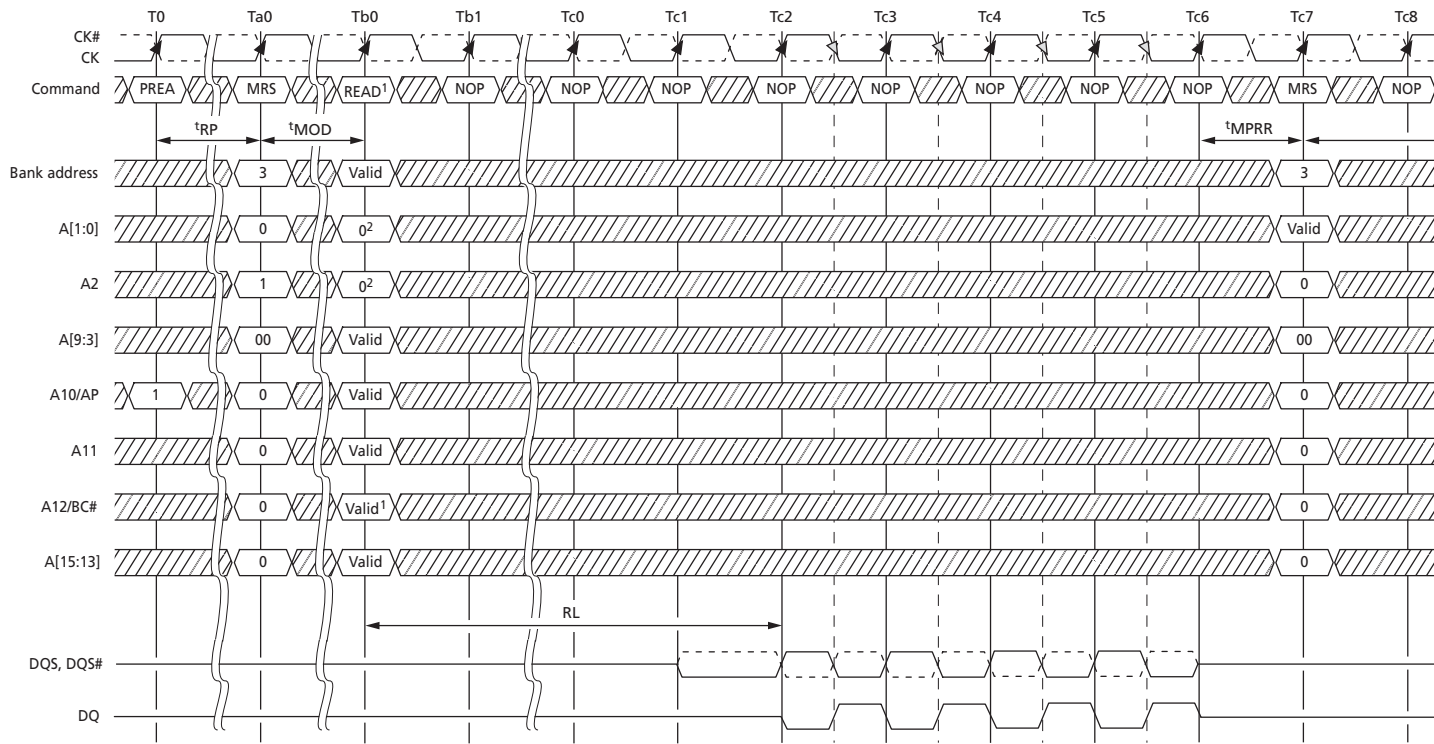 T0 Ta0 Tb0 Tb1 Tc0 Tc1 Tc2 Tc3 Tc4 Tc5 Tc6 Tc7 Tc8
CK#
CK
Command PREA MRS READ1 NOP NOP NOP NOP NOP NOP NOP NOP MRS NOP
tRP tMOD tMPRR
Bank address 3 Valid 3
A[1:0] 0 02 Valid
A2 1 02 0
A[9:3] 00 Valid 00
A10/AP 1 0 Valid 0
A11 0 Valid 0
A12/BC# 0 Valid1 0
A[15:13] 0 Valid 0
RL
DQS, DQS#
DQ